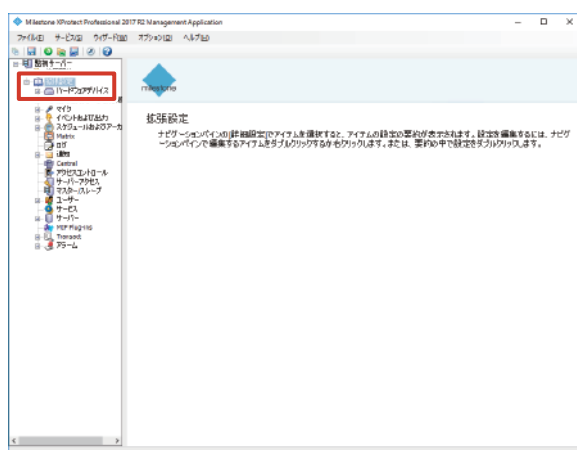 Milestone XProtect Professional 2017 R2 Management Application
ファイル(F) サービス(S) ウィザード(W) オプション(O) ヘルプ(H)
監視サーバー
ハードウェアデバイス
milestone
マイク
イベントおよび出力
スケジュールおよびアーカ
Matrix
ログ
通知
Central
アクセスコントロール
サーバーアクセス
マスター/スレーブ
ユーザー
サービス
サーバー
MIP Plug-ins
Transact
アラーム
拡張設定
ナビゲーションペインの[詳細設定]でアイテムを選択すると、アイテムの設定の要約が表示されます。設定を編集するには、ナビゲ
ーションペインで編集するアイテムをダブルクリックするか右クリックします。または、要約の中で設定をダブルクリックします。